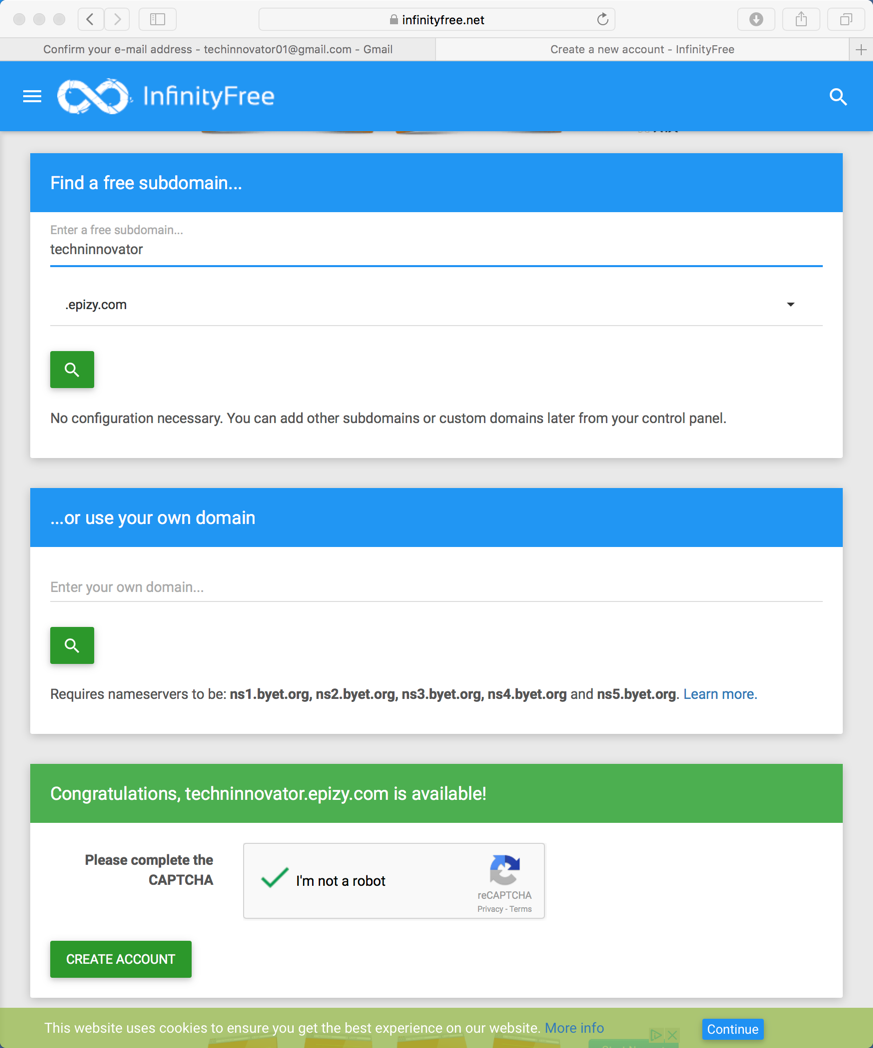 infinityfree.net
Confirm your e-mail address - techinnovator01@gmail.com - Gmail
Create a new account - InfinityFree
InfinityFree
Find a free subdomain...
Enter a free subdomain...
techninnovator
.epizy.com
No configuration necessary. You can add other subdomains or custom domains later from your control panel.
...or use your own domain
Enter your own domain...
Requires nameservers to be: ns1.byet.org, ns2.byet.org, ns3.byet.org, ns4.byet.org and ns5.byet.org. Learn more.
Congratulations, techninnovator.epizy.com is available!
Please complete the
CAPTCHA
I'm not a robot
reCAPTCHA
Privacy - Terms
CREATE ACCOUNT
This website uses cookies to ensure you get the best experience on our website. More info
Continue